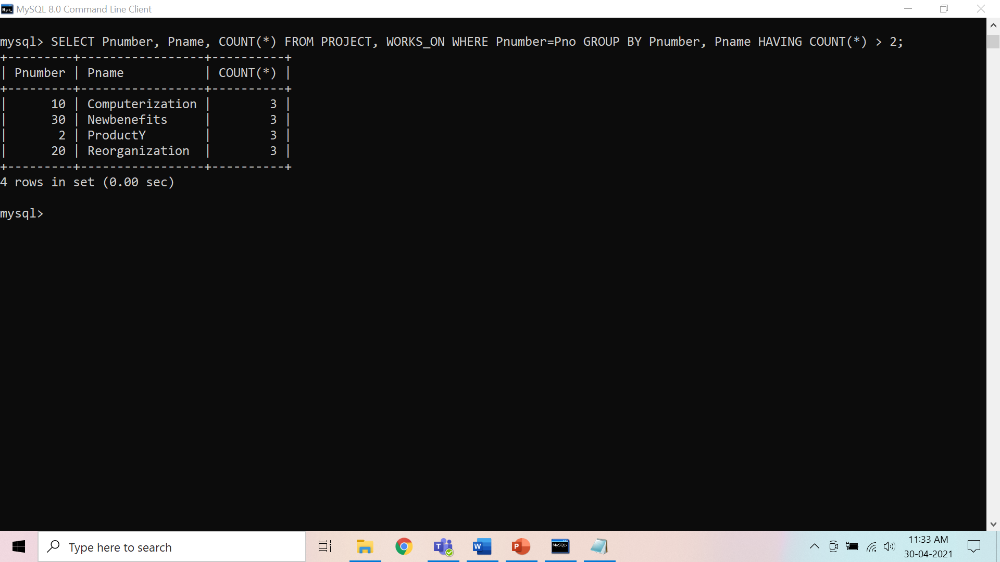 MySQL 8.0 Command Line Client
mysql> SELECT Pnumber, Pname, COUNT(*) FROM PROJECT, WORKS_ON WHERE Pnumber=Pno GROUP BY Pnumber, Pname HAVING COUNT(*) > 2;
+---------+-----------------+----------+
| Pnumber | Pname           | COUNT(*) |
+---------+-----------------+----------+
|      10 | Computerization |        3 |
|      30 | Newbenefits     |        3 |
|       2 | ProductY        |        3 |
|      20 | Reorganization  |        3 |
+---------+-----------------+----------+
4 rows in set (0.00 sec)
mysql>
Type here to search
11:33 AM
30-04-2021